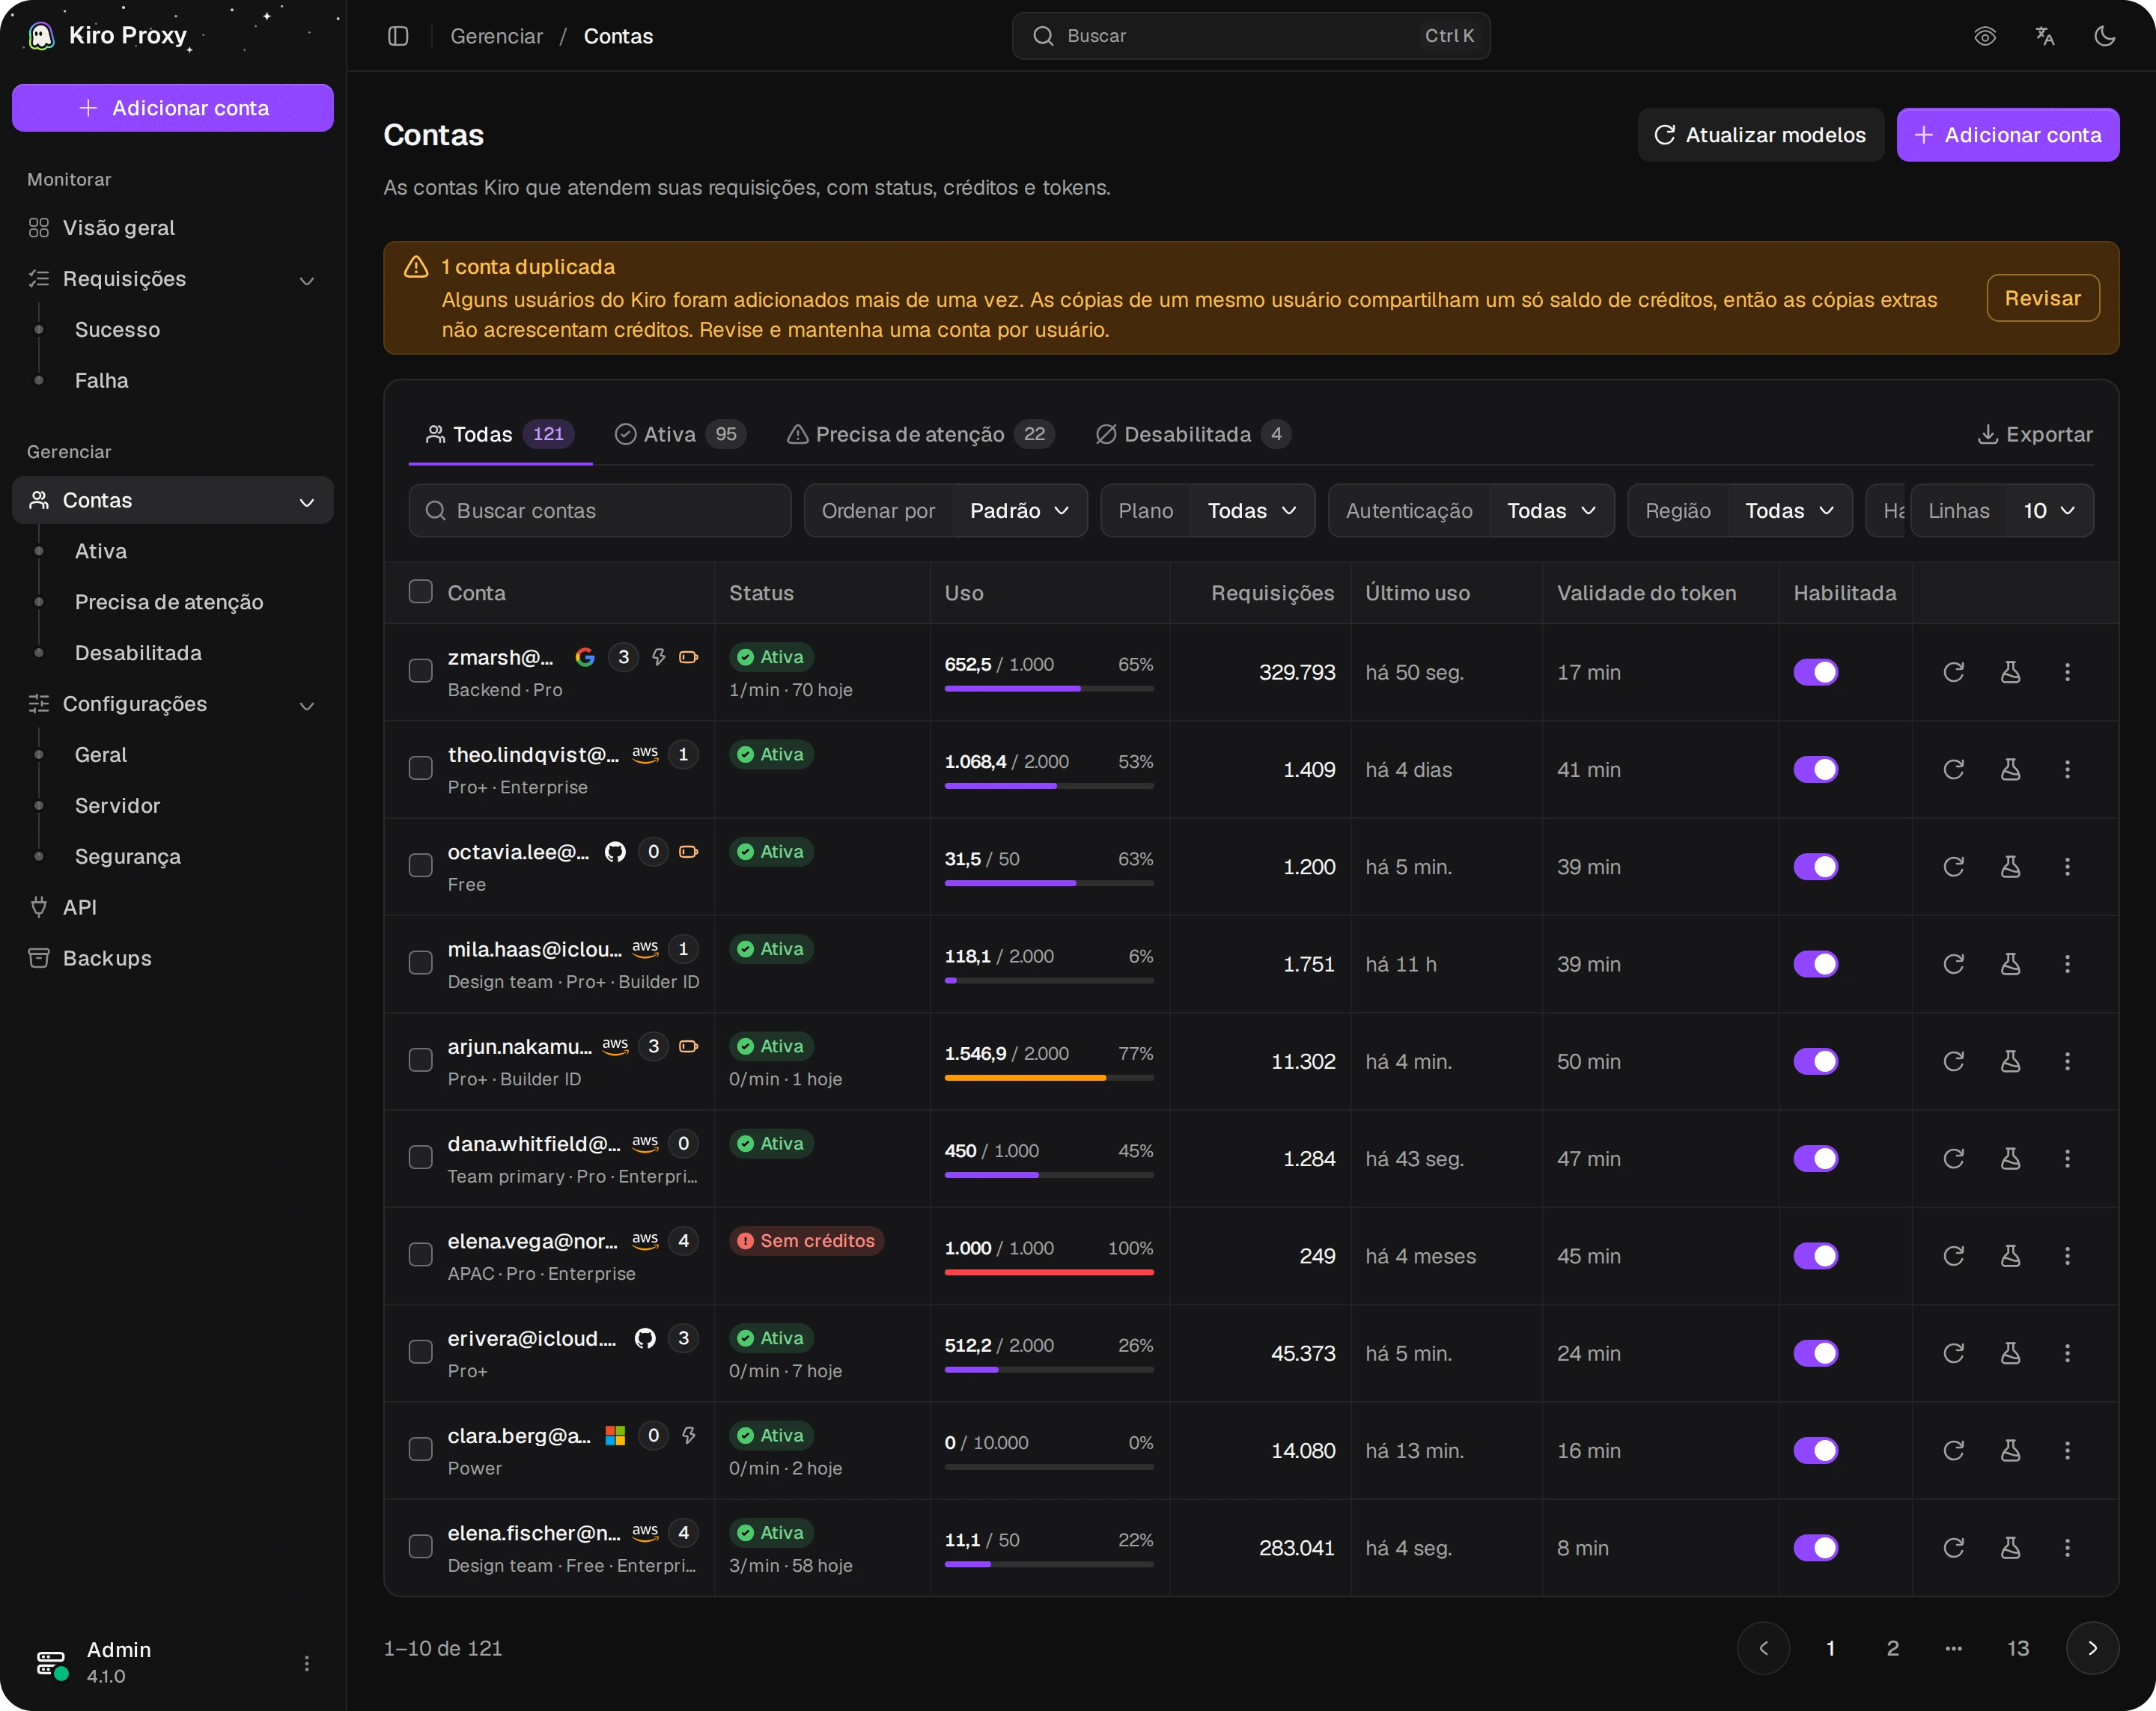 Kiro Proxy
Gerenciar / Contas
Buscar
Ctrl K
Adicionar conta
Monitorar
Visão geral
Requisições
Sucesso
Falha
Gerenciar
Contas
Ativa
Precisa de atenção
Desabilitada
Configurações
Geral
Servidor
Segurança
API
Backups
Admin
4.1.0
Contas
As contas Kiro que atendem suas requisições, com status, créditos e tokens.
Atualizar modelos
Adicionar conta
1 conta duplicada
Alguns usuários do Kiro foram adicionados mais de uma vez. As cópias de um mesmo usuário compartilham um só saldo de créditos, então as cópias extras
não acrescentam créditos. Revise e mantenha uma conta por usuário.
Revisar
Todas 121 Ativa 95 Precisa de atenção 22 Desabilitada 4 Exportar
Buscar contas Ordenar por Padrão Plano Todas Autenticação Todas Região Todas Ha Linhas 10
Conta Status Uso Requisições Último uso Validade do token Habilitada
zmarsh@... 3 Ativa 652,5 / 1.000 65% 329.793 há 50 seg. 17 min
Backend · Pro 1/min · 70 hoje
theo.lindqvist@... aws 1 Ativa 1.068,4 / 2.000 53% 1.409 há 4 dias 41 min
Pro+ · Enterprise
octavia.lee@... 0 Ativa 31,5 / 50 63% 1.200 há 5 min. 39 min
Free
mila.haas@iclou... aws 1 Ativa 118,1 / 2.000 6% 1.751 há 11 h 39 min
Design team · Pro+ · Builder ID
arjun.nakamu... aws 3 Ativa 1.546,9 / 2.000 77% 11.302 há 4 min. 50 min
Pro+ · Builder ID 0/min · 1 hoje
dana.whitfield@... aws 0 Ativa 450 / 1.000 45% 1.284 há 43 seg. 47 min
Team primary · Pro · Enterpri...
elena.vega@nor... aws 4 Sem créditos 1.000 / 1.000 100% 249 há 4 meses 45 min
APAC · Pro · Enterprise
erivera@icloud.... 3 Ativa 512,2 / 2.000 26% 45.373 há 5 min. 24 min
Pro+ 0/min · 7 hoje
clara.berg@a... 0 Ativa 0 / 10.000 0% 14.080 há 13 min. 16 min
Power 0/min · 2 hoje
elena.fischer@n... aws 4 Ativa 11,1 / 50 22% 283.041 há 4 seg. 8 min
Design team · Free · Enterpri... 3/min · 58 hoje
1–10 de 121
1 2 ... 13